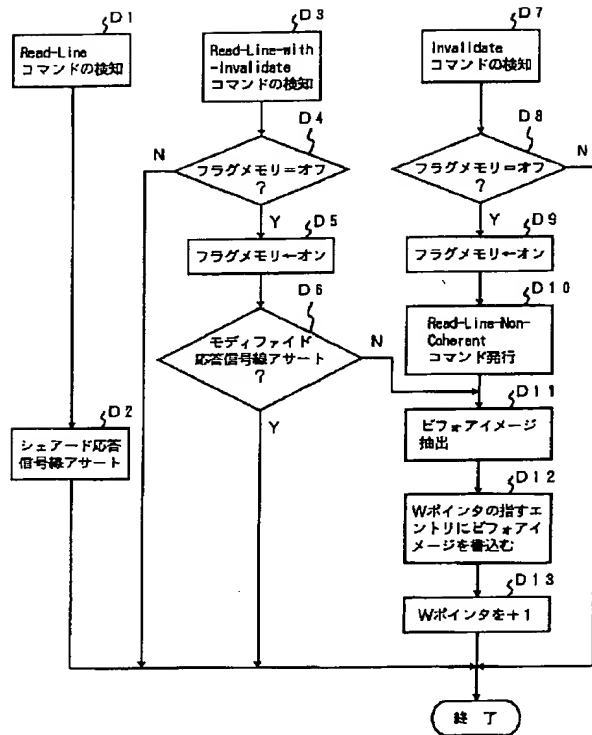 D1
Read-Line
コマンドの検知
D2
シェアード応答
信号線アサート
D3
Read-Line-with
-Invalidate
コマンドの検知
D4
フラグメモリ=オフ
?
N
Y
D5
フラグメモリ←オン
D6
モディファイド
応答信号線アサート
?
N
Y
D7
Invalidate
コマンドの検知
D8
フラグメモリ=オフ
?
N
Y
D9
フラグメモリ←オン
D10
Read-Line-Non-
Coherent
コマンド発行
D11
ビフォアイメージ
抽出
D12
Wポインタの指すエ
ントリにビフォアイ
メージを書込む
D13
Wポインタを+1
終 了